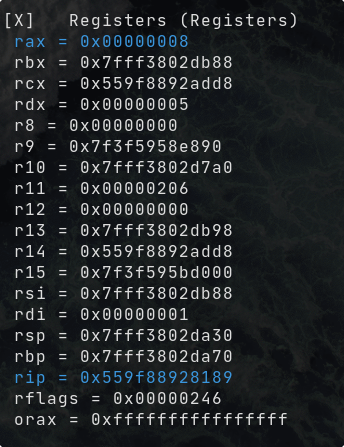 [X]   Registers (Registers)
rax = 0x00000008
rbx = 0x7fff3802db88
rcx = 0x559f8892add8
rdx = 0x00000005
r8 = 0x00000000
r9 = 0x7f3f5958e890
r10 = 0x7fff3802d7a0
r11 = 0x00000206
r12 = 0x00000000
r13 = 0x7fff3802db98
r14 = 0x559f8892add8
r15 = 0x7f3f595bd000
rsi = 0x7fff3802db88
rdi = 0x00000001
rsp = 0x7fff3802da30
rbp = 0x7fff3802da70
rip = 0x559f88928189
rflags = 0x00000246
orax = 0xffffffffffffffff